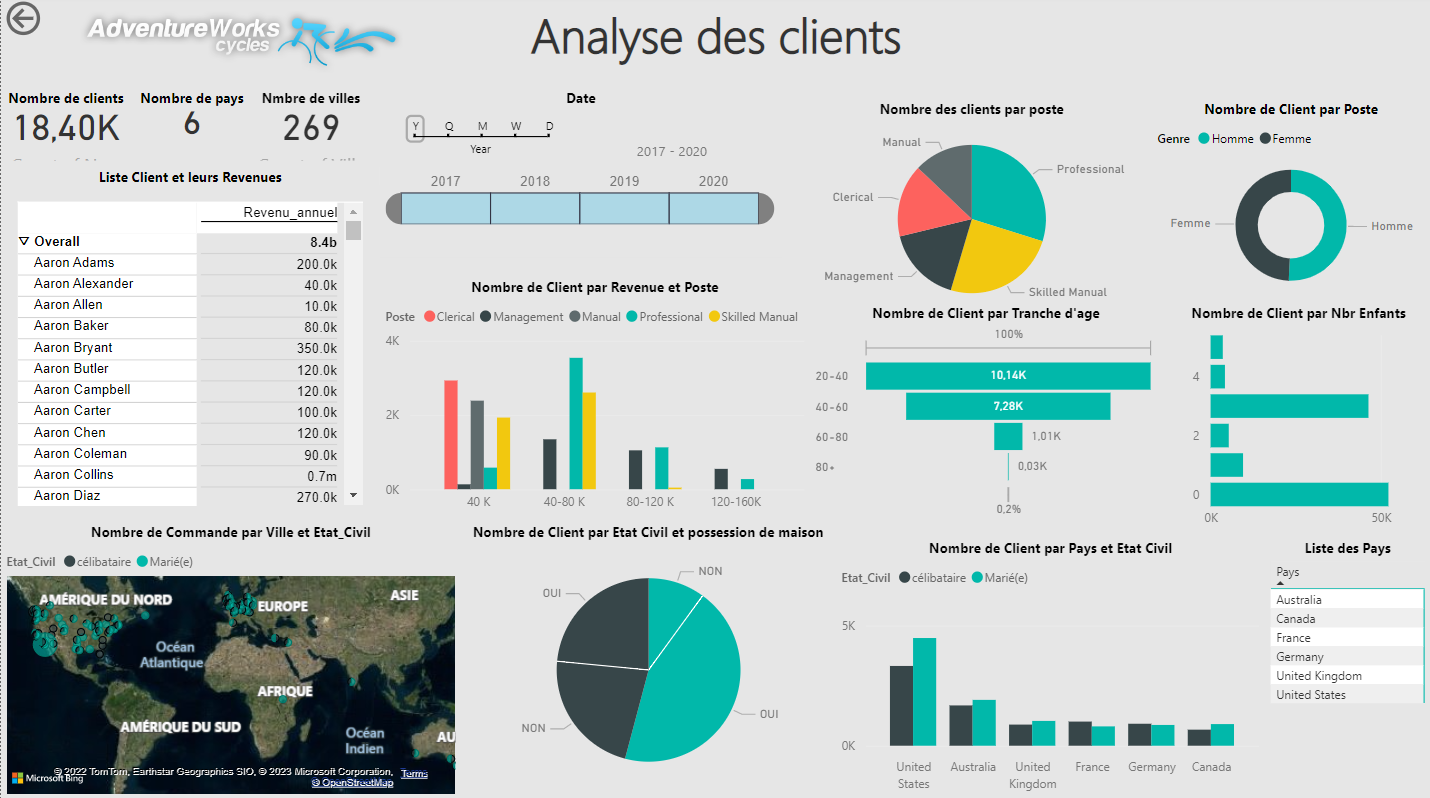 AdventureWorks
cycles
Analyse des clients
Nombre de clients
18,40K
Nombre de pays
6
Nmbre de villes
269
Liste Client et leurs Revenues
Revenu_annuel
Overall 8.4b
Aaron Adams 200.0k
Aaron Alexander 40.0k
Aaron Allen 10.0k
Aaron Baker 80.0k
Aaron Bryant 350.0k
Aaron Butler 120.0k
Aaron Campbell 120.0k
Aaron Carter 100.0k
Aaron Chen 120.0k
Aaron Coleman 90.0k
Aaron Collins 0.7m
Aaron Diaz 270.0k
Date
Y Q M W D
Year
2017 - 2020
2017 2018 2019 2020
Nombre de Client par Revenue et Poste
Poste Clerical Management Manual Professional Skilled Manual
4K
2K
0K
40 K 40-80 K 80-120 K 120-160K
Nombre des clients par poste
Manual
Professional
Clerical
Management
Skilled Manual
Nombre de Client par Poste
Genre Homme Femme
Femme
Homme
Nombre de Client par Tranche d'age
100%
20-40 10,14K
40-60 7,28K
60-80 1,01K
80+ 0,03K
0,2%
Nombre de Client par Nbr Enfants
4
2
0
0K 50K
Nombre de Commande par Ville et Etat_Civil
Etat_Civil célibataire Marié(e)
AMÉRIQUE DU NORD
EUROPE
ASIE
Océan
Atlantique
AFRIQUE
AMÉRIQUE DU SUD
Océan
Indien
AU
© 2022 TomTom, Earthstar Geographics SIO, © 2023 Microsoft Corporation, Terms
Microsoft Bing
© OpenStreetMap
Nombre de Client par Etat Civil et possession de maison
NON
OUI
OUI
NON
Nombre de Client par Pays et Etat Civil
Etat_Civil célibataire Marié(e)
5K
0K
United
States
Australia
United
Kingdom
France
Germany
Canada
Liste des Pays
Pays
Australia
Canada
France
Germany
United Kingdom
United States